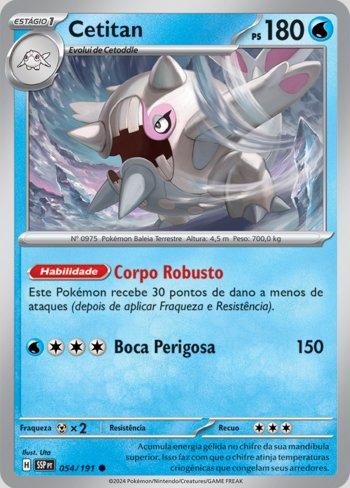 ESTÁGIO 1 Cetitan PS 180
Evolui de Cetoddle
Nº 0975 Pokémon Baleia Terrestre Altura: 4,5 m Peso: 700,0 kg
Habilidade Corpo Robusto
Este Pokémon recebe 30 pontos de dano a menos de
ataques (depois de aplicar Fraqueza e Resistência).
Boca Perigosa 150
Fraqueza ×2 Resistência Recuo
Ilust. Uta
H SSP PT 054/191
Acumula energia gélida no chifre de sua mandíbula
superior. Isso faz com que o chifre atinja temperaturas
criogênicas que congelam seus arredores.
©2024 Pokémon/Nintendo/Creatures/GAME FREAK